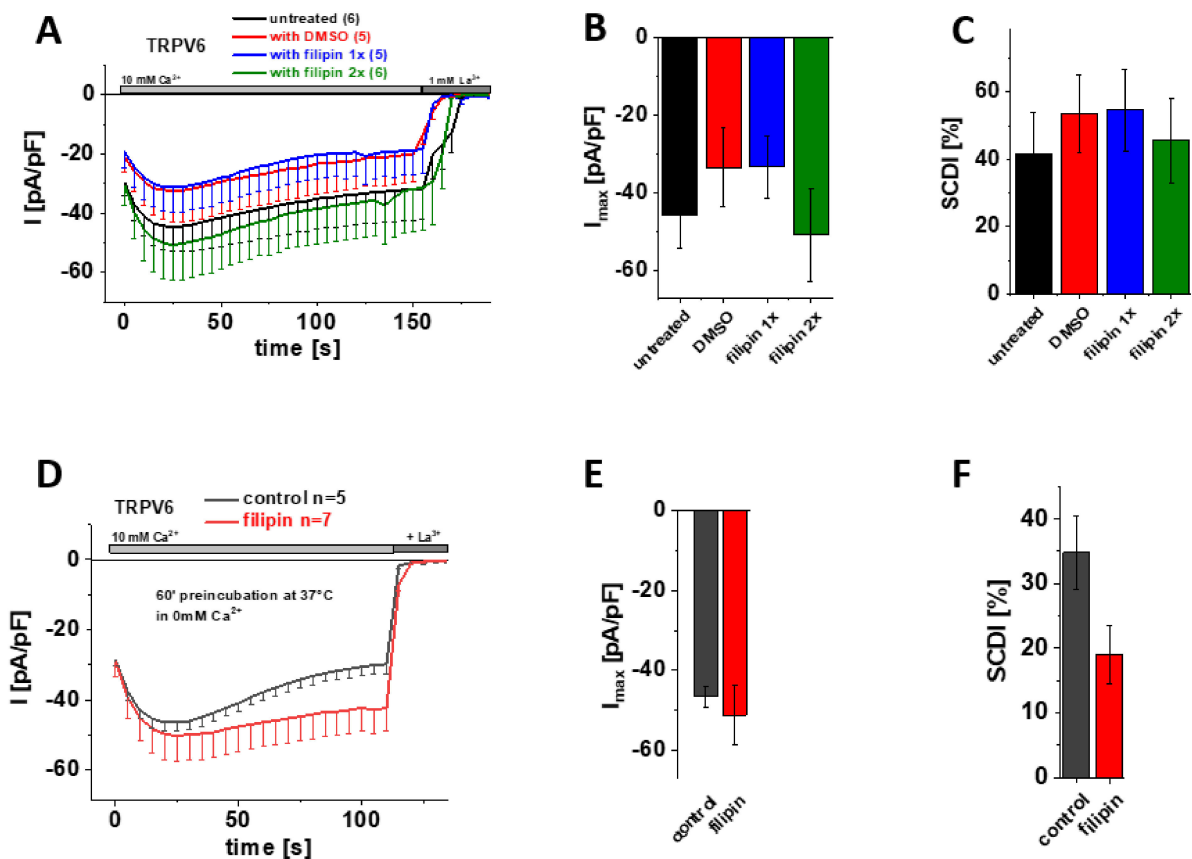 A
TRPV6
untreated (6)
with DMSO (5)
with filipin 1x (5)
with filipin 2x (6)
10 mM Ca²⁺
1 mM La³⁺
0
-20
-40
-60
I [pA/pF]
0 50 100 150
time [s]
B
0
-20
-40
-60
Imax [pA/pF]
untreated
DMSO
filipin 1x
filipin 2x
C
60
40
20
0
SCDI [%]
untreated
DMSO
filipin 1x
filipin 2x
D
TRPV6
control n=5
filipin n=7
10 mM Ca²⁺
+ La³⁺
60' preincubation at 37°C
in 0mM Ca²⁺
0
-20
-40
-60
I [pA/pF]
0 50 100
time [s]
E
0
-20
-40
-60
Imax [pA/pF]
control
filipin
F
40
30
20
10
0
SCDI [%]
control
filipin